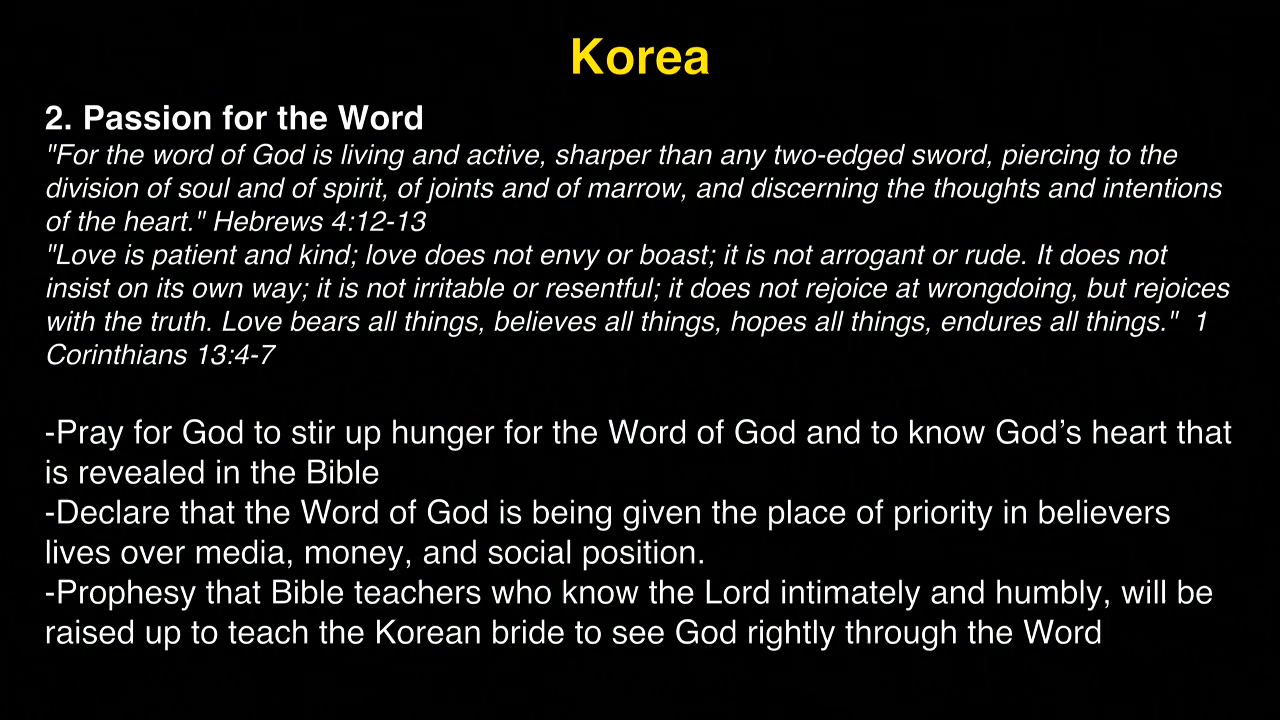 Korea
2. Passion for the Word
"For the word of God is living and active, sharper than any two-edged sword, piercing to the
division of soul and of spirit, of joints and of marrow, and discerning the thoughts and intentions
of the heart." Hebrews 4:12-13
"Love is patient and kind; love does not envy or boast; it is not arrogant or rude. It does not
insist on its own way; it is not irritable or resentful; it does not rejoice at wrongdoing, but rejoices
with the truth. Love bears all things, believes all things, hopes all things, endures all things."  1
Corinthians 13:4-7
-Pray for God to stir up hunger for the Word of God and to know God’s heart that
is revealed in the Bible
-Declare that the Word of God is being given the place of priority in believers
lives over media, money, and social position.
-Prophesy that Bible teachers who know the Lord intimately and humbly, will be
raised up to teach the Korean bride to see God rightly through the Word